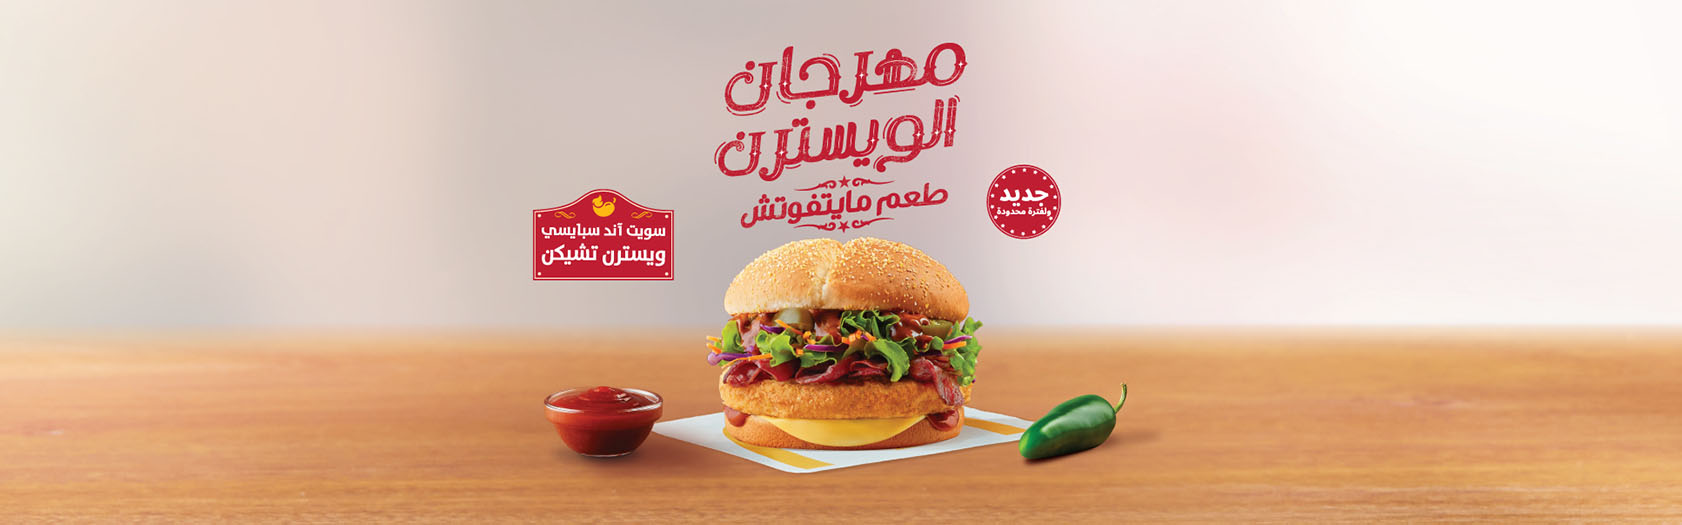 مهرجان
الويسترن
طعم مايتفوتش
جديد
ولفترة محدودة
سويت آند سبايسي
ويسترن تشيكن